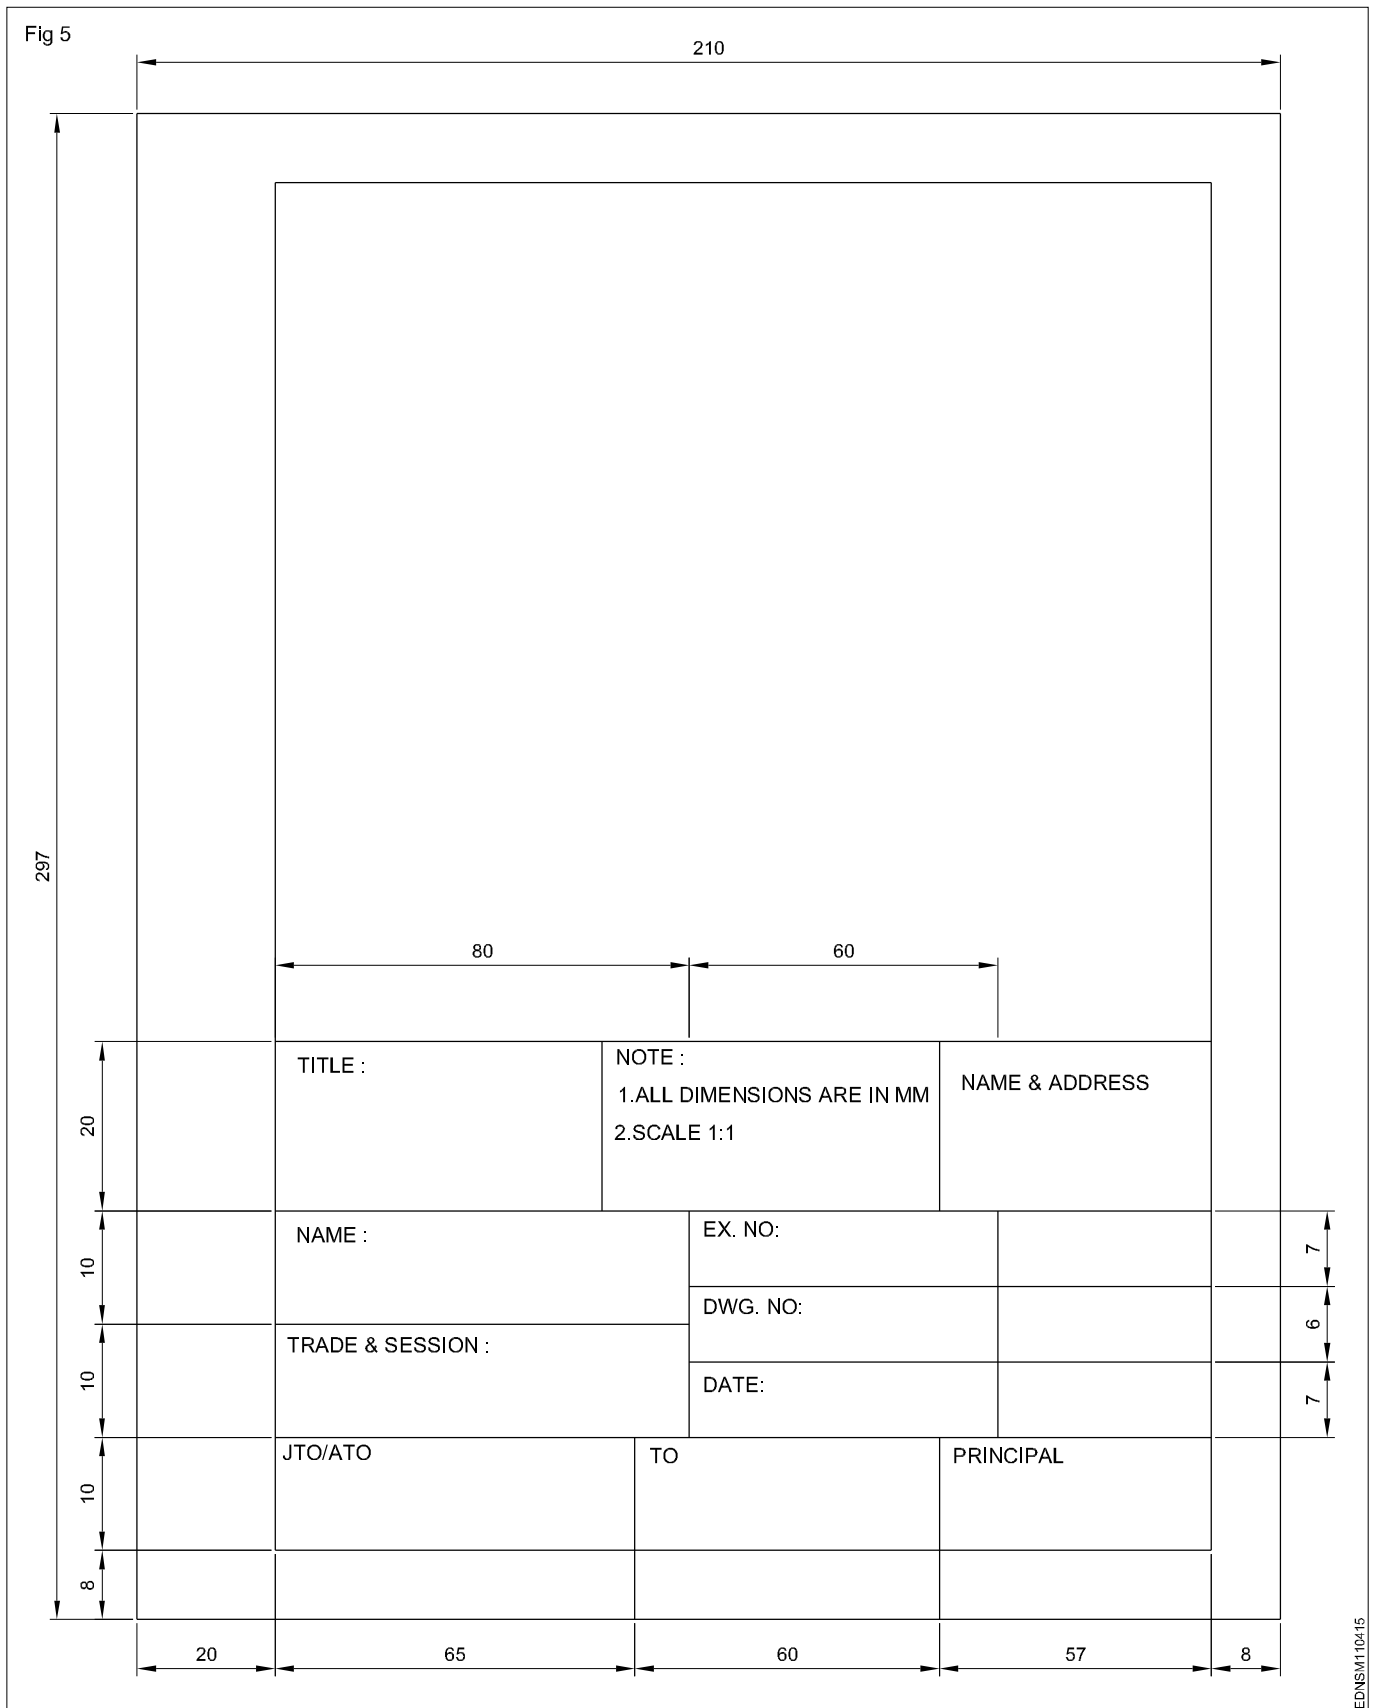 Fig 5
210
297
80
60
TITLE :
NOTE :
1.ALL DIMENSIONS ARE IN MM
2.SCALE 1:1
NAME & ADDRESS
20
NAME :
EX. NO:
10
7
DWG. NO:
6
TRADE & SESSION :
10
DATE:
7
JTO/ATO
TO
PRINCIPAL
10
8
20
65
60
57
8
EDNSM110415